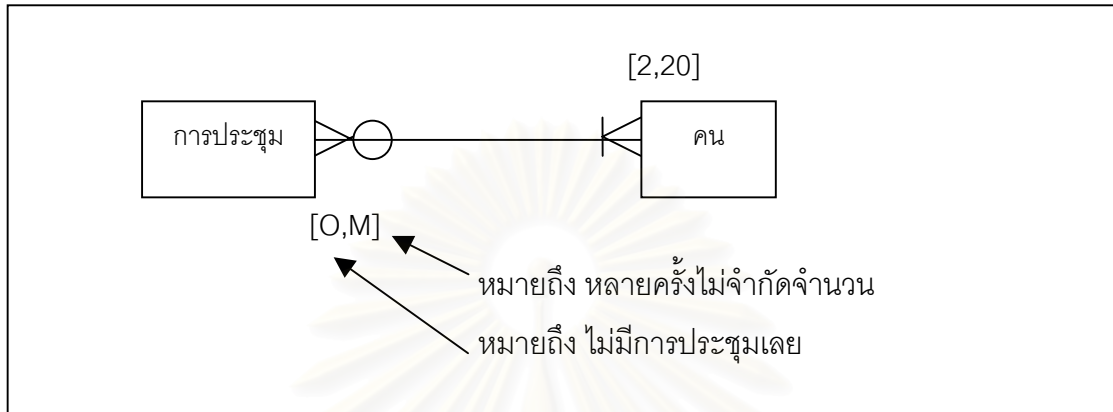 [2,20]
การประชุม
คน
[O,M]
หมายถึง หลายครั้งไม่จำกัดจำนวน
หมายถึง ไม่มีการประชุมเลย